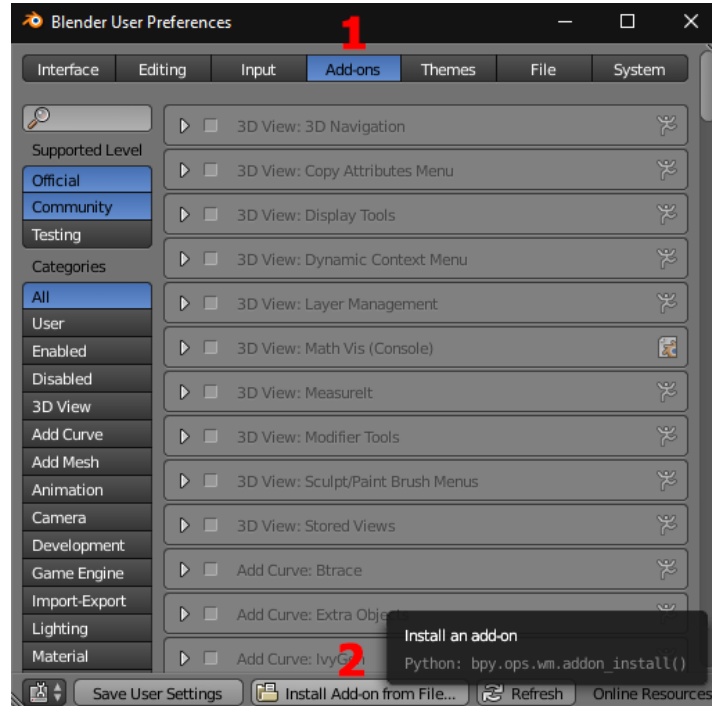 Blender User Preferences
1
Interface Editing Input Add-ons Themes File System
Supported Level
Official
Community
Testing
Categories
All
User
Enabled
Disabled
3D View
Add Curve
Add Mesh
Animation
Camera
Development
Game Engine
Import-Export
Lighting
Material
3D View: 3D Navigation
3D View: Copy Attributes Menu
3D View: Display Tools
3D View: Dynamic Context Menu
3D View: Layer Management
3D View: Math Vis (Console)
3D View: MeasureIt
3D View: Modifier Tools
3D View: Sculpt/Paint Brush Menus
3D View: Stored Views
Add Curve: Btrace
Add Curve: Extra Objects
Add Curve: IvyGen
Install an add-on
Python: bpy.ops.wm.addon_install()
2
Save User Settings Install Add-on from File... Refresh Online Resources